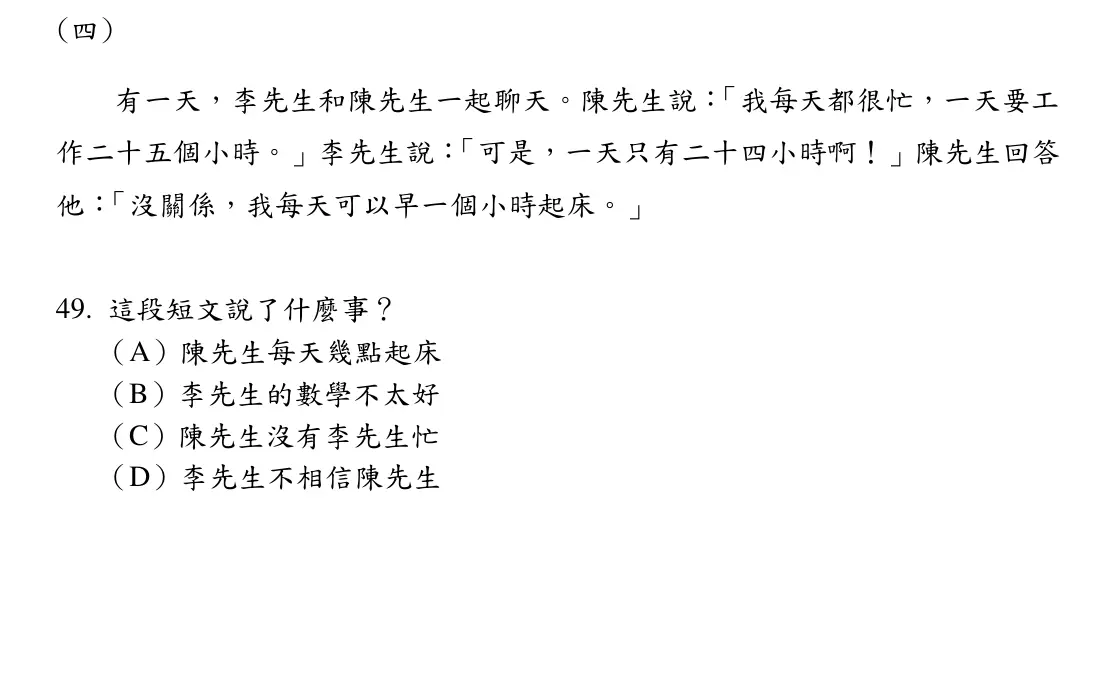 （四）
有一天，李先生和陳先生一起聊天。陳先生說：「我每天都很忙，一天要工
作二十五個小時。」李先生說：「可是，一天只有二十四小時啊！」陳先生回答
他：「沒關係，我每天可以早一個小時起床。」
49. 這段短文說了什麼事？
（A）陳先生每天幾點起床
（B）李先生的數學不太好
（C）陳先生沒有李先生忙
（D）李先生不相信陳先生